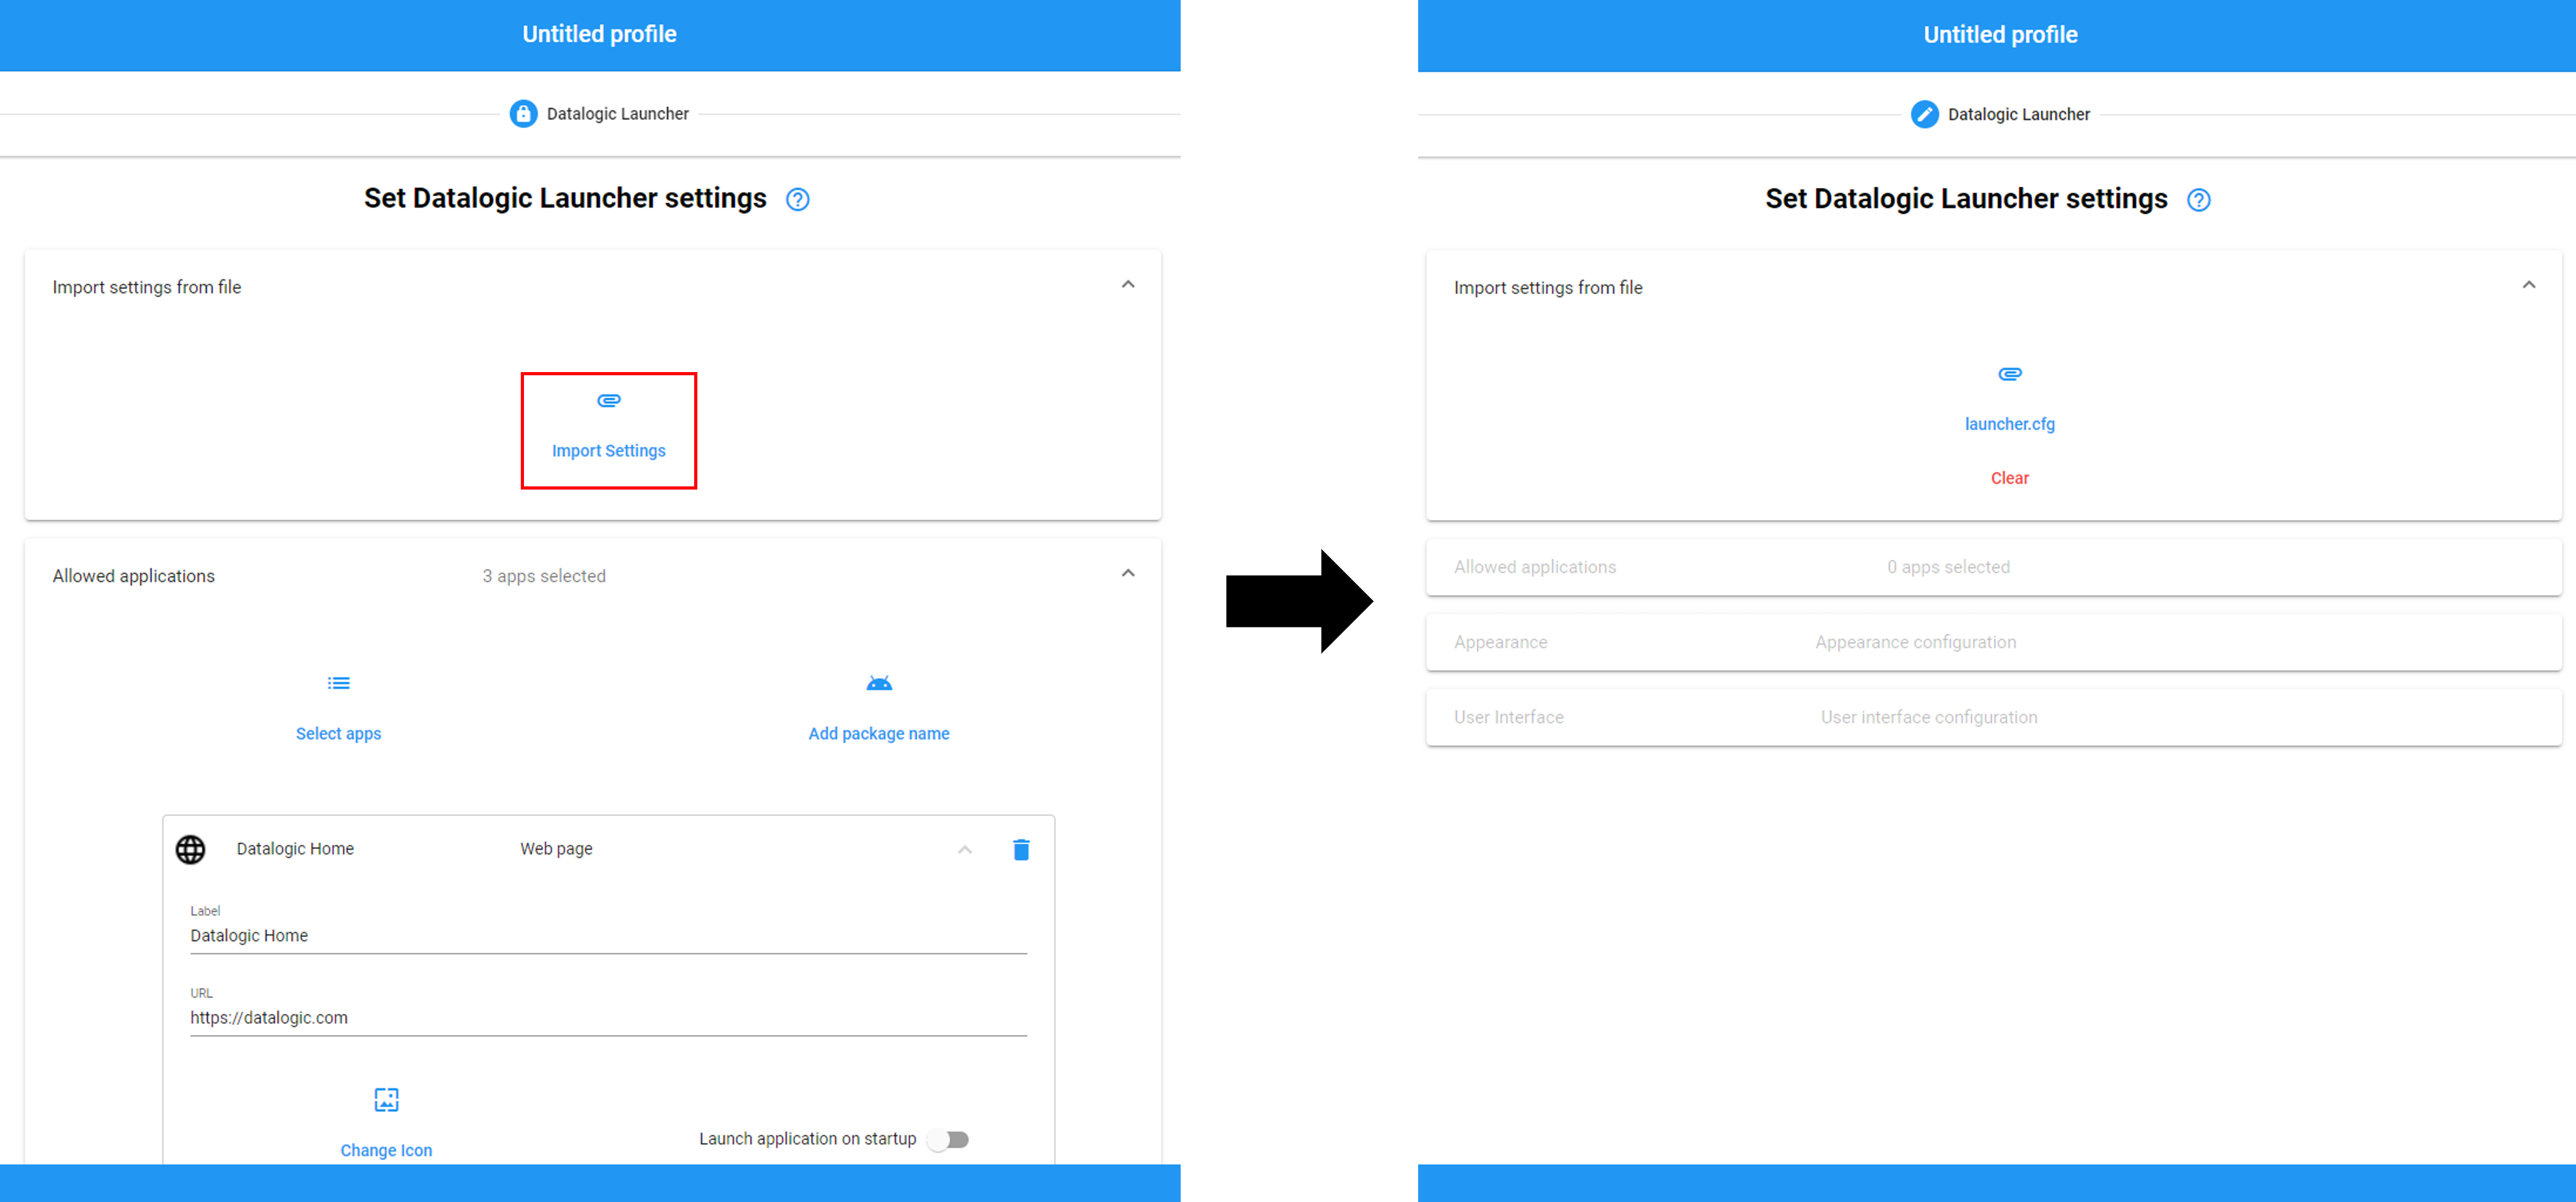 Untitled profile
Datalogic Launcher
Set Datalogic Launcher settings
Import settings from file
Import Settings
Allowed applications 3 apps selected
Select apps Add package name
Datalogic Home Web page
Label
Datalogic Home
URL
https://datalogic.com
Launch application on startup
Change Icon
Untitled profile
Datalogic Launcher
Set Datalogic Launcher settings
Import settings from file
launcher.cfg
Clear
Allowed applications 0 apps selected
Appearance Appearance configuration
User Interface User interface configuration